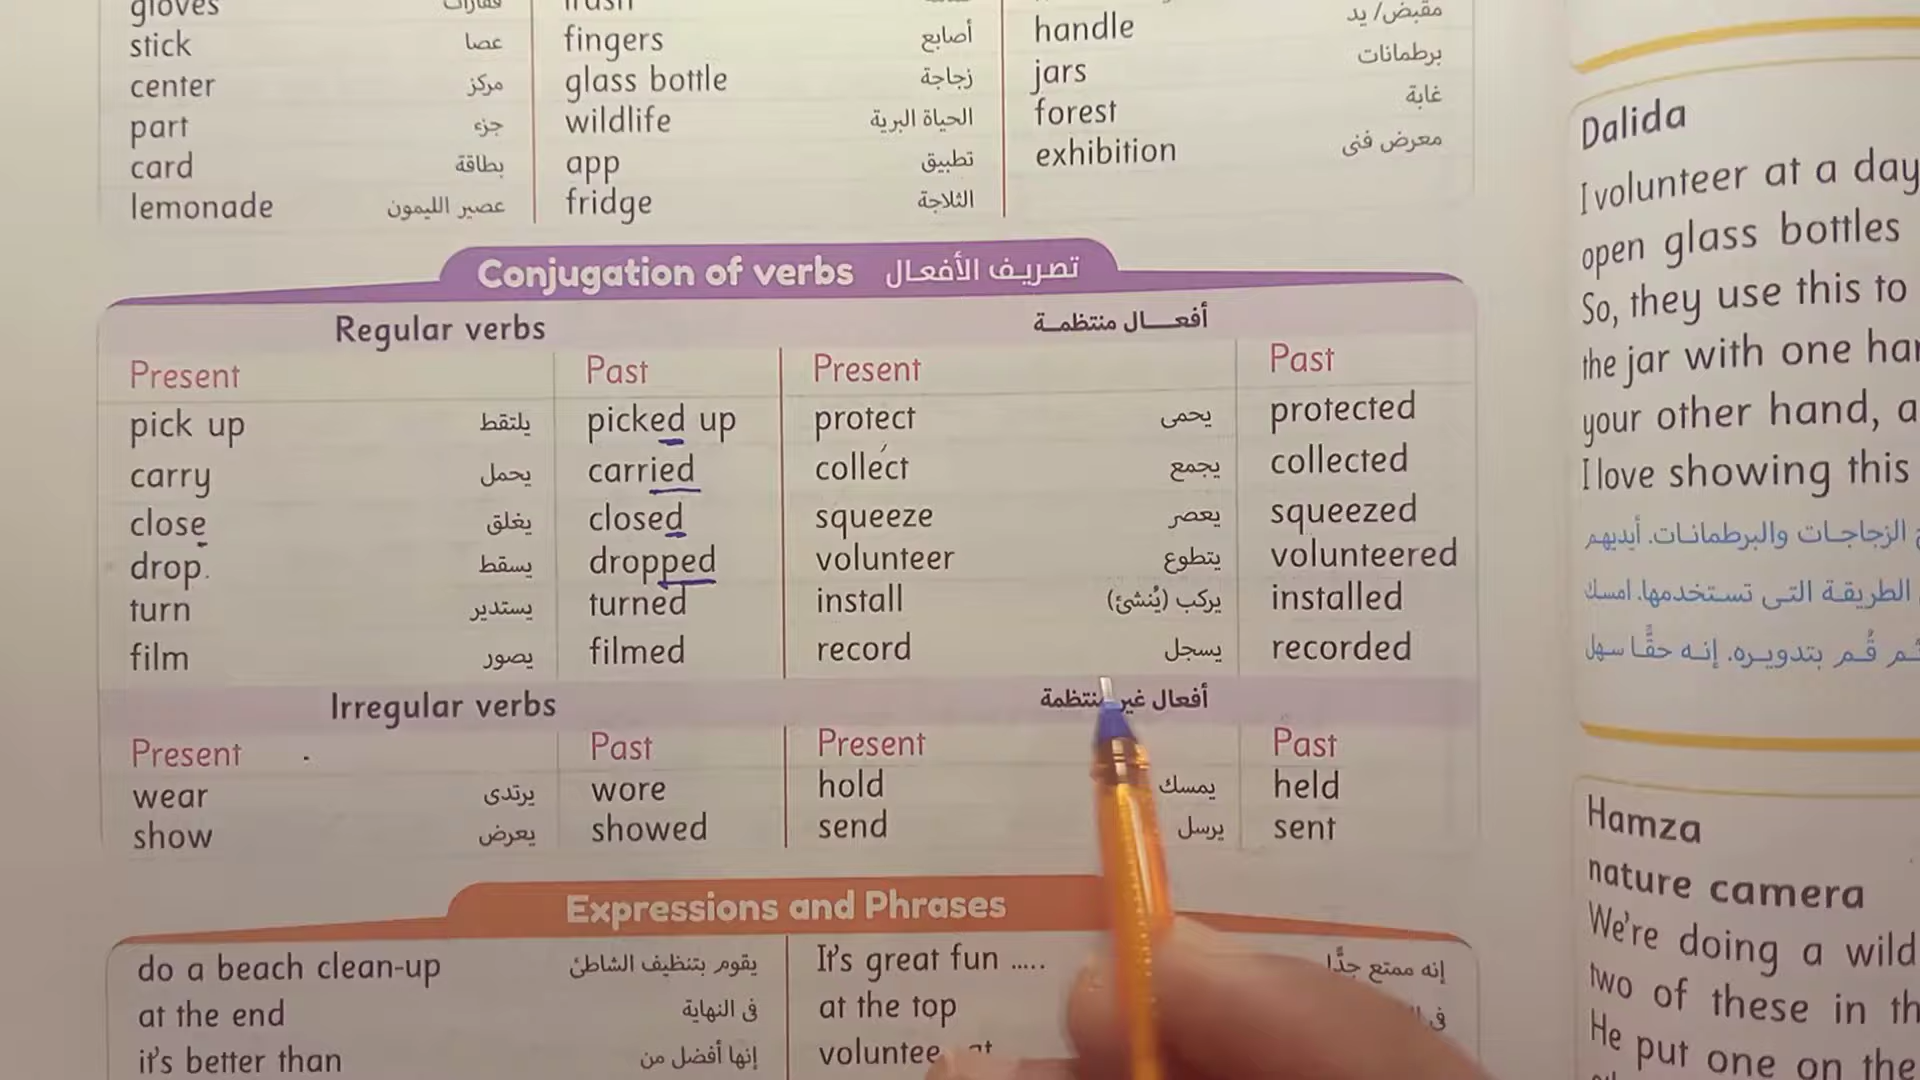 gloves قفازات
stick عصا fingers أصابع handle مقبض/ يد
center مركز glass bottle زجاجة jars برطمانات
part جزء wildlife الحياة البرية forest غابة
card بطاقة app تطبيق exhibition معرض فنى
lemonade عصير الليمون fridge الثلاجة
Conjugation of verbs تصريف الأفعال
Regular verbs أفعال منتظمة
Present Past Present Past
pick up يلتقط picked up protect يحمى protected
carry يحمل carried collect يجمع collected
close يغلق closed squeeze يعصر squeezed
drop يسقط dropped volunteer يتطوع volunteered
turn يستدير turned install يركب (يُنشئ) installed
film يصور filmed record يسجل recorded
Irregular verbs أفعال غير منتظمة
Present Past Present Past
wear يرتدى wore hold يمسك held
show يعرض showed send يرسل sent
Expressions and Phrases
do a beach clean-up يقوم بتنظيف الشاطئ It's great fun ..... إنه ممتع جدًّا
at the end فى النهاية at the top فى
it's better than إنها أفضل من
Dalida
I volunteer at a day
open glass bottles
So, they use this to
the jar with one
your other hand,
I love showing this
الزجاجات والبرطمانات. أيديهم
الطريقة التى تستخدمها. امسك
قُم بتدويره. إنه حقًّا سهل
Hamza
nature camera
We're doing a wild
two of these in
He put one on the